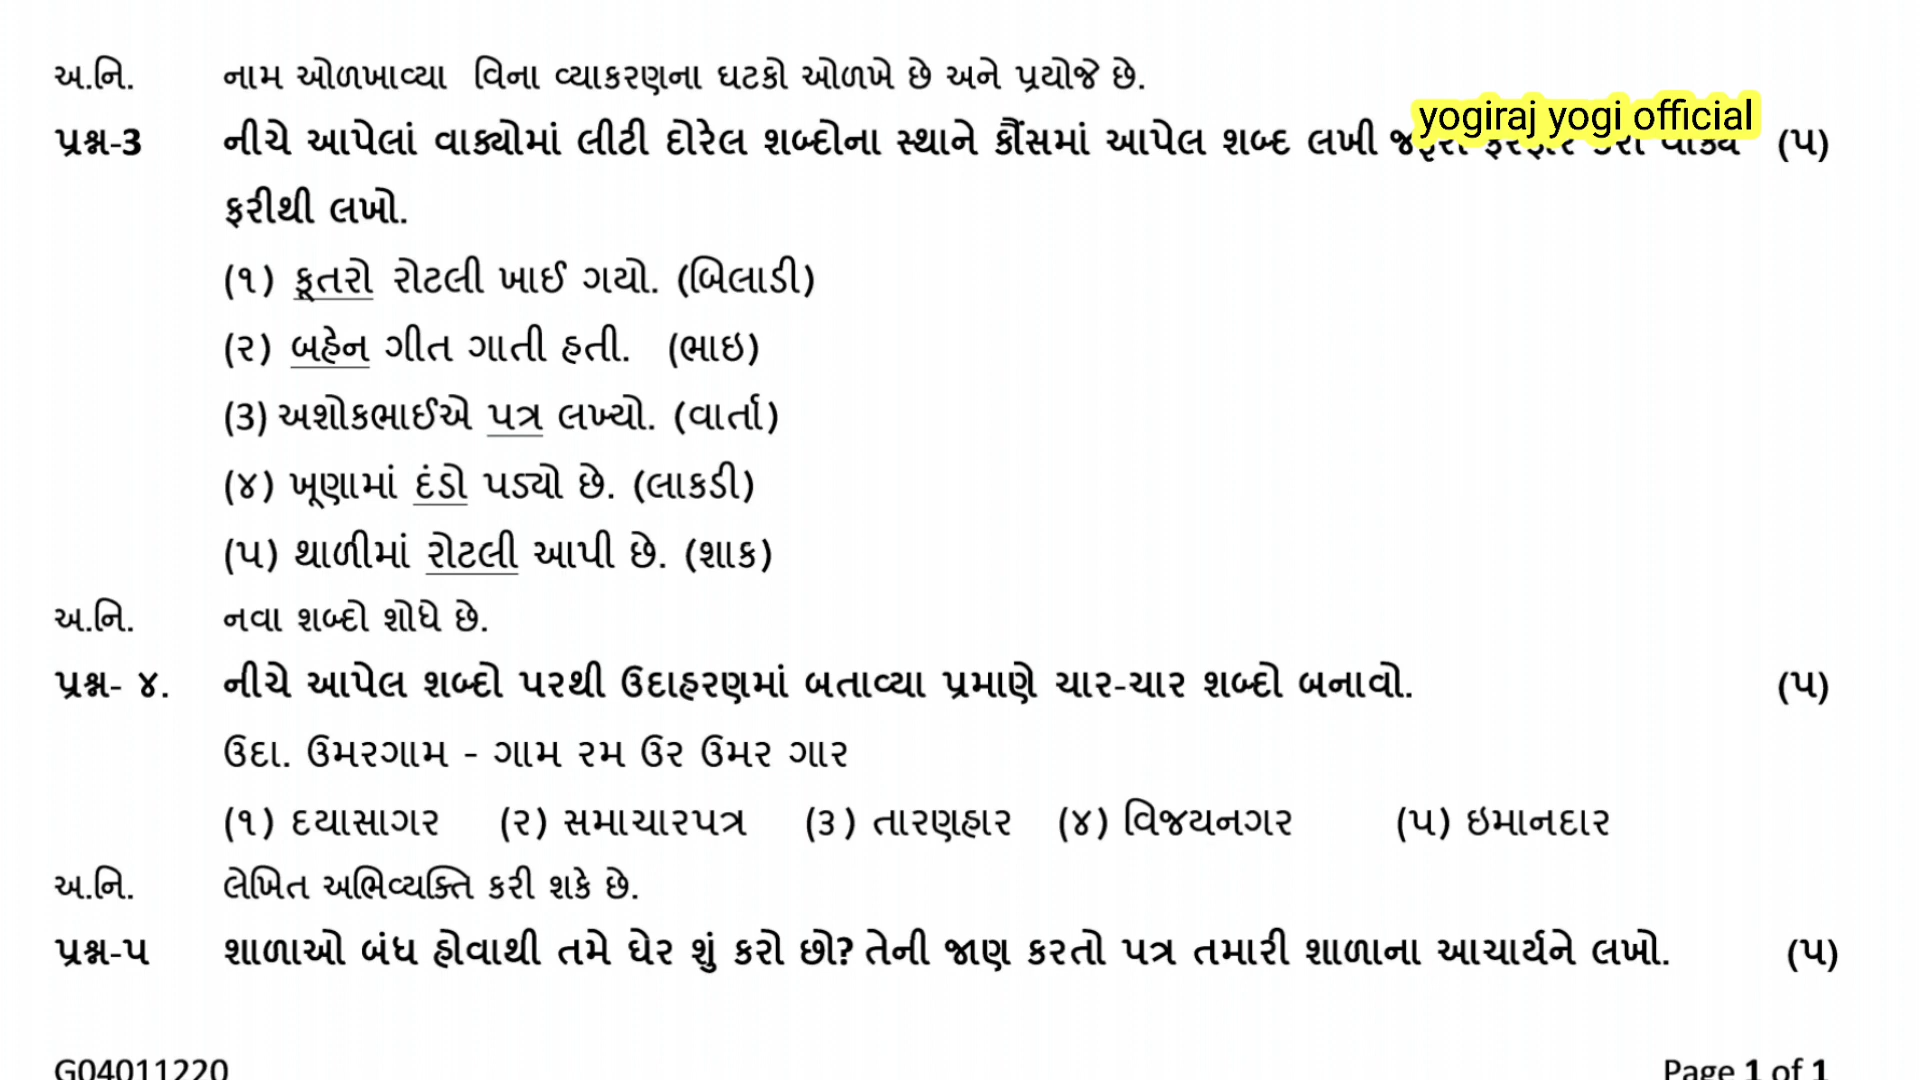 અ.નિ. નામ ઓળખાવ્યા વિના વ્યાકરણના ઘટકો ઓળખે છે અને પ્રયોજે છે.
yogiraj yogi official
પ્રશ્ન-3 નીચે આપેલાં વાક્યોમાં લીટી દોરેલ શબ્દોના સ્થાને કૌંસમાં આપેલ શબ્દ લખી (પ)
ફરીથી લખો.
(૧) કૂતરો રોટલી ખાઈ ગયો. (બિલાડી)
(૨) બહેન ગીત ગાતી હતી. (ભાઇ)
(3) અશોકભાઈએ પત્ર લખ્યો. (વાર્તા)
(૪) ખૂણામાં દંડો પડ્યો છે. (લાકડી)
(૫) થાળીમાં રોટલી આપી છે. (શાક)
અ.નિ. નવા શબ્દો શોધે છે.
પ્રશ્ન- ૪. નીચે આપેલ શબ્દો પરથી ઉદાહરણમાં બતાવ્યા પ્રમાણે ચાર-ચાર શબ્દો બનાવો. (૫)
ઉદા. ઉમરગામ - ગામ રમ ઉર ઉમર ગાર
(૧) દયાસાગર (૨) સમાચારપત્ર (૩) તારણહાર (૪) વિજયનગર (૫) ઇમાનદાર
અ.નિ. લેખિત અભિવ્યક્તિ કરી શકે છે.
પ્રશ્ન-૫ શાળાઓ બંધ હોવાથી તમે ઘેર શું કરો છો? તેની જાણ કરતો પત્ર તમારી શાળાના આચાર્યને લખો. (૫)
G04011220 Page 1 of 1